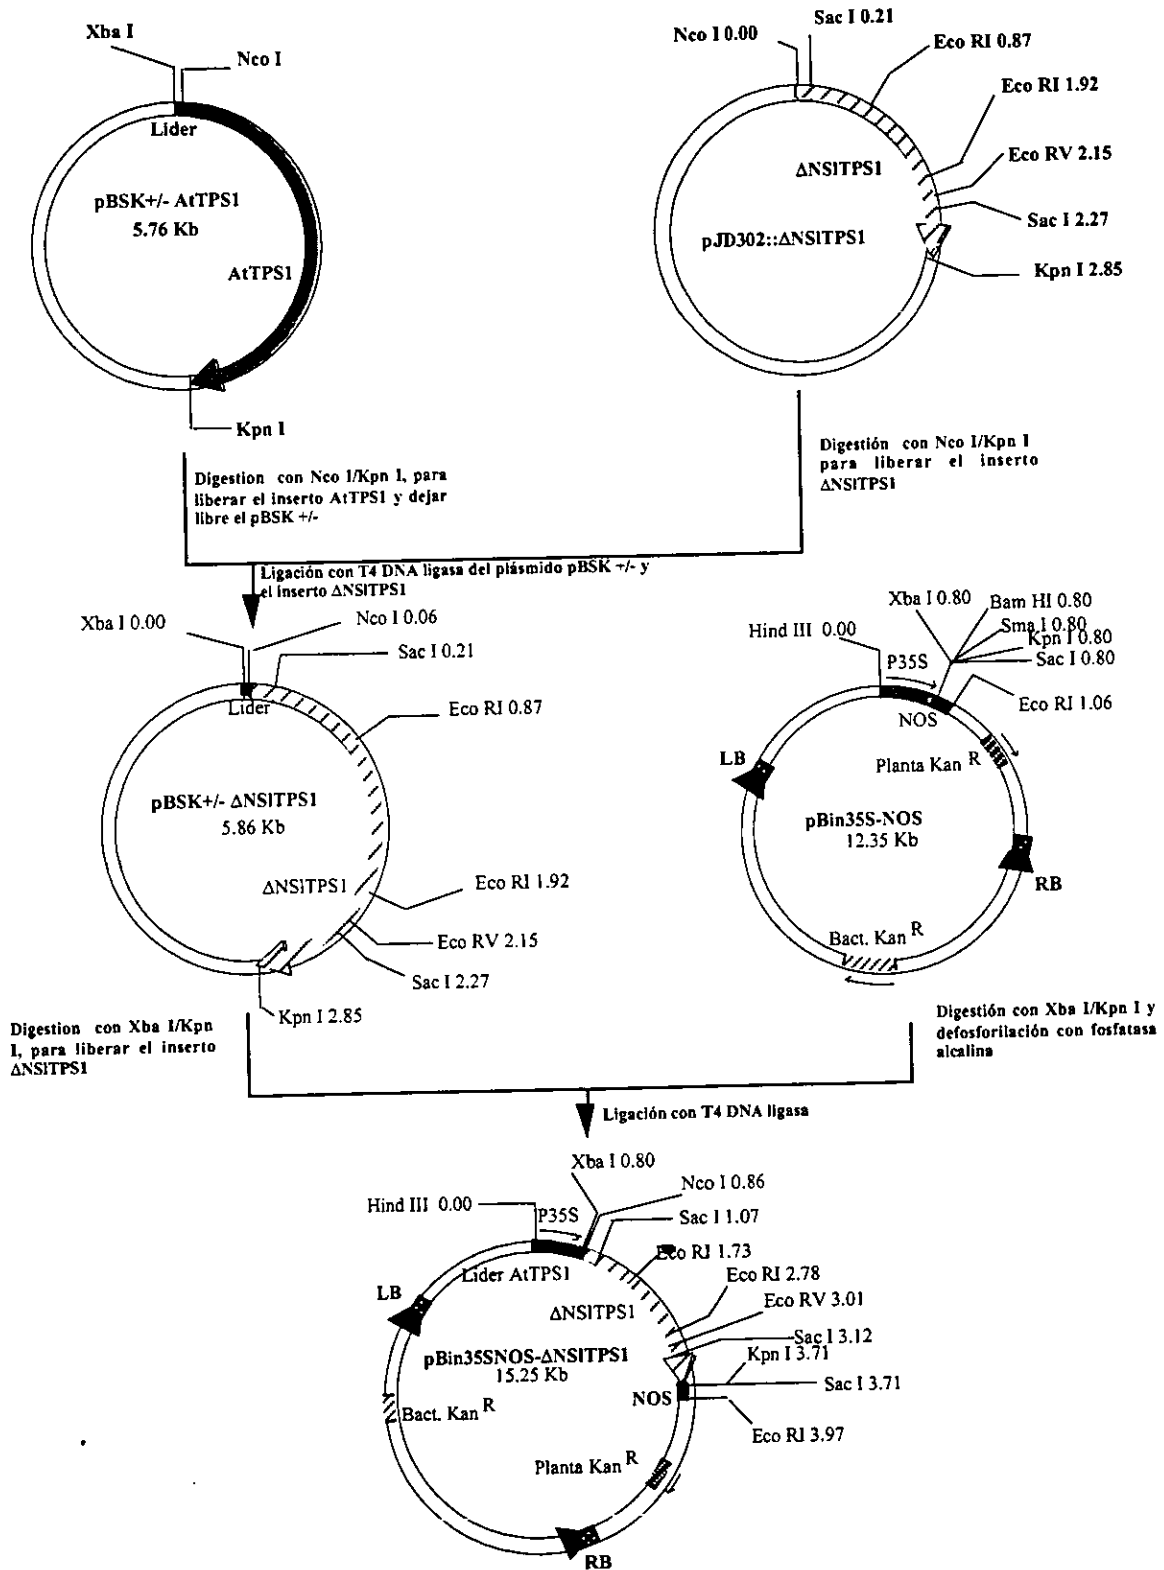 Xba I
Nco I
Lider
pBSK+/- AtTPS1
5.76 Kb
AtTPS1
Kpn I
Nco I 0.00
Sac I 0.21
Eco RI 0.87
Eco RI 1.92
Eco RV 2.15
Sac I 2.27
Kpn I 2.85
ΔNSITPS1
pJD302::ΔNSITPS1
Digestion con Nco I/Kpn I, para
liberar el inserto AtTPS1 y dejar
libre el pBSK +/-
Digestión con Nco I/Kpn I
para liberar el inserto
ΔNSITPS1
Ligación con T4 DNA ligasa del plásmido pBSK +/- y
el inserto ΔNSITPS1
Xba I 0.00
Nco I 0.06
Sac I 0.21
Lider
Eco RI 0.87
pBSK+/- ΔNSITPS1
5.86 Kb
ΔNSITPS1
Eco RI 1.92
Eco RV 2.15
Sac I 2.27
Kpn I 2.85
Xba I 0.80
Bam HI 0.80
Sma I 0.80
Kpn I 0.80
Sac I 0.80
Hind III 0.00
P35S
Eco RI 1.06
NOS
LB
Planta Kan R
pBin35S-NOS
12.35 Kb
RB
Bact. Kan R
Digestion con Xba I/Kpn
I, para liberar el inserto
ΔNSITPS1
Digestión con Xba I/Kpn I y
defosforilación con fosfatasa
alcalina
Ligación con T4 DNA ligasa
Xba I 0.80
Nco I 0.86
Hind III 0.00
P35S
Sac I 1.07
Eco RI 1.73
Lider AtTPS1
Eco RI 2.78
LB
ΔNSITPS1
Eco RV 3.01
Sac I 3.12
pBin35SNOS-ΔNSITPS1
15.25 Kb
Kpn I 3.71
Sac I 3.71
NOS
Bact. Kan R
Eco RI 3.97
Planta Kan R
RB